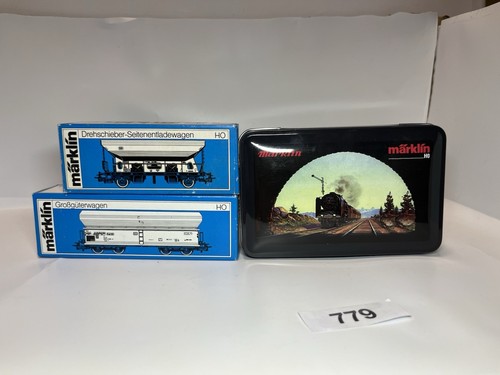 märklin
Drehschieber-Seitenentladewagen HO
märklin
Großgüterwagen HO
märklin
märklin
HO
779